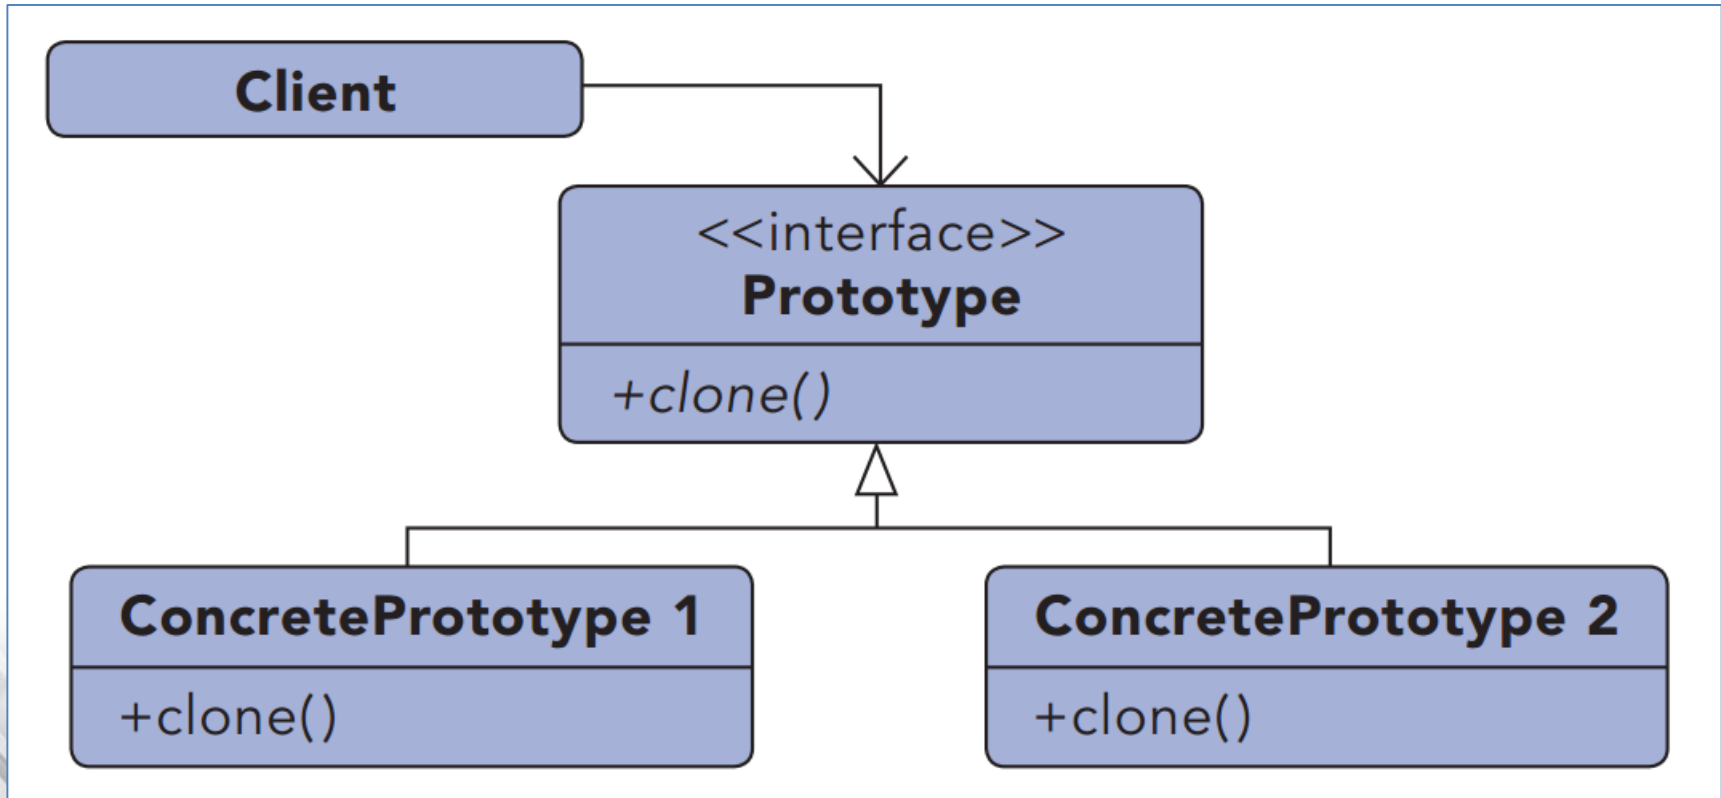 Client
<<interface>>
Prototype
+clone()
ConcretePrototype 1
+clone()
ConcretePrototype 2
+clone()